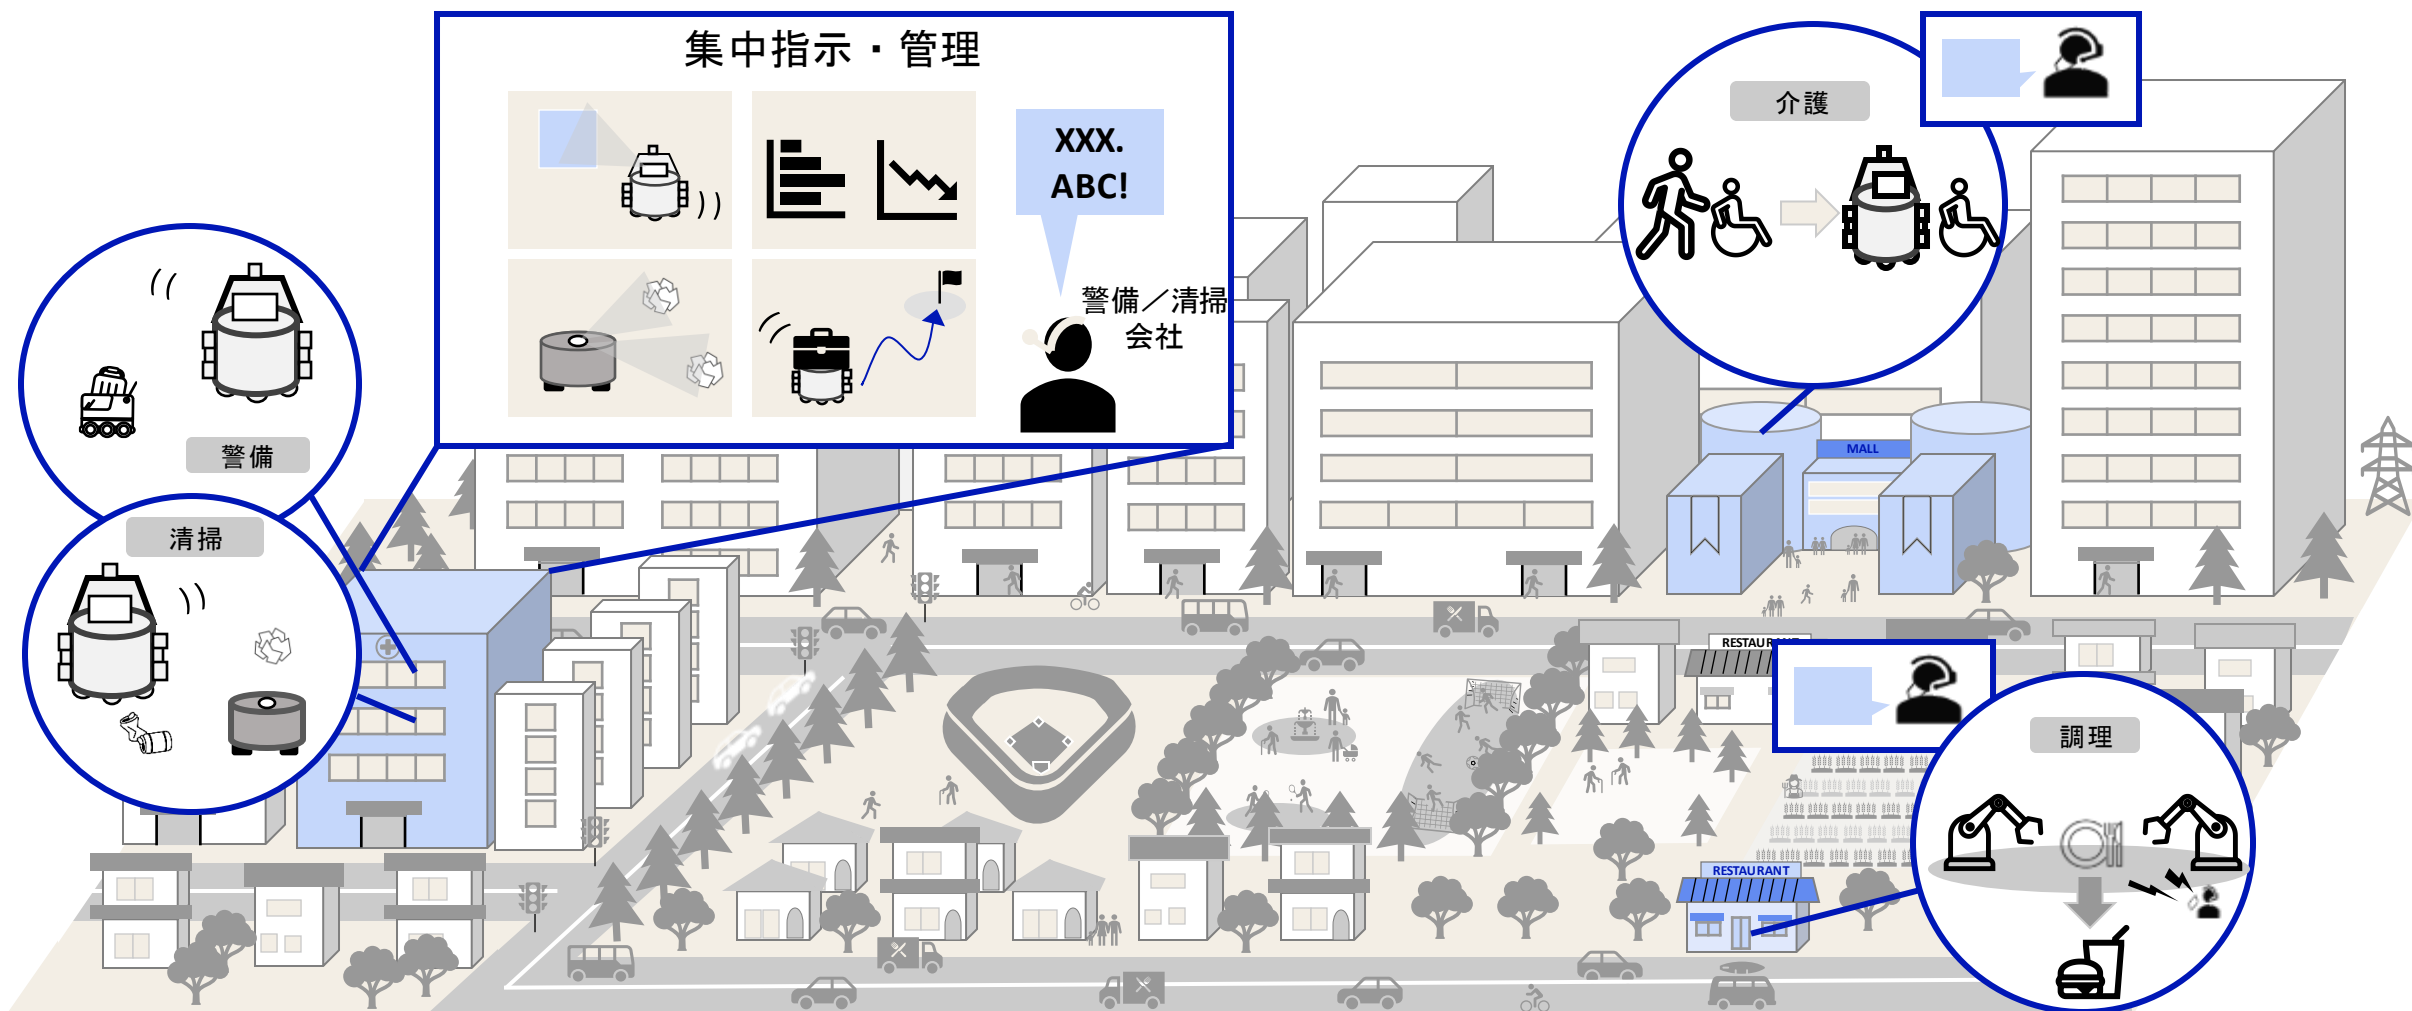 集中指示・管理
XXX.
ABC!
警備／清掃
会社
介護
警備
清掃
MALL
RESTAURANT
調理
RESTAURANT